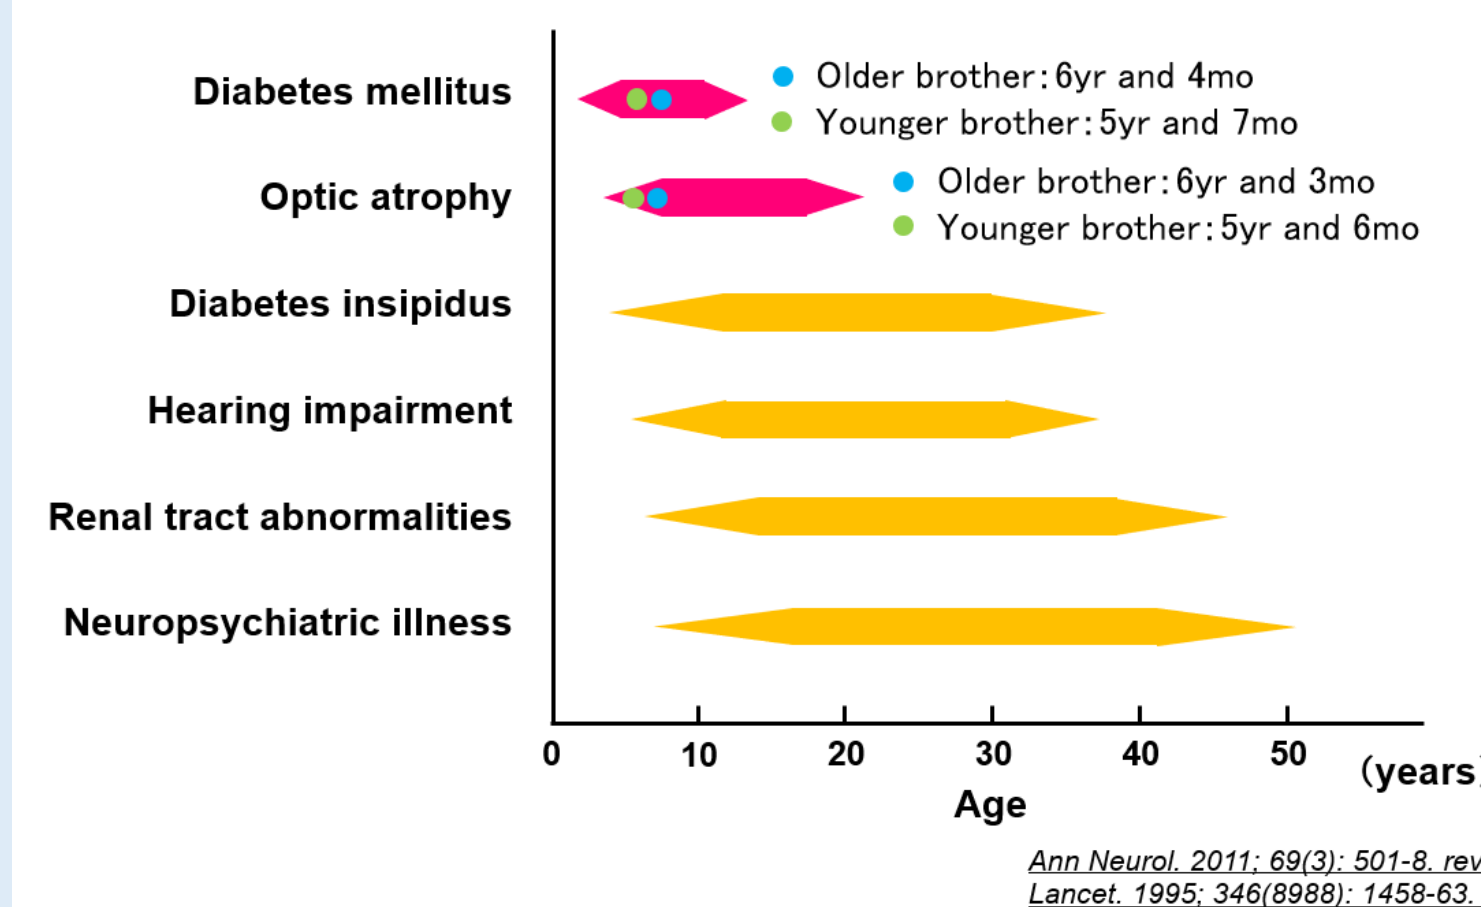 Diabetes mellitus
Older brother:6yr and 4mo
Younger brother:5yr and 7mo
Optic atrophy
Older brother:6yr and 3mo
Younger brother:5yr and 6mo
Diabetes insipidus
Hearing impairment
Renal tract abnormalities
Neuropsychiatric illness
0 10 20 30 40 50 (years)
Age
Ann Neurol. 2011; 69(3): 501-8. rev
Lancet. 1995; 346(8988): 1458-63.